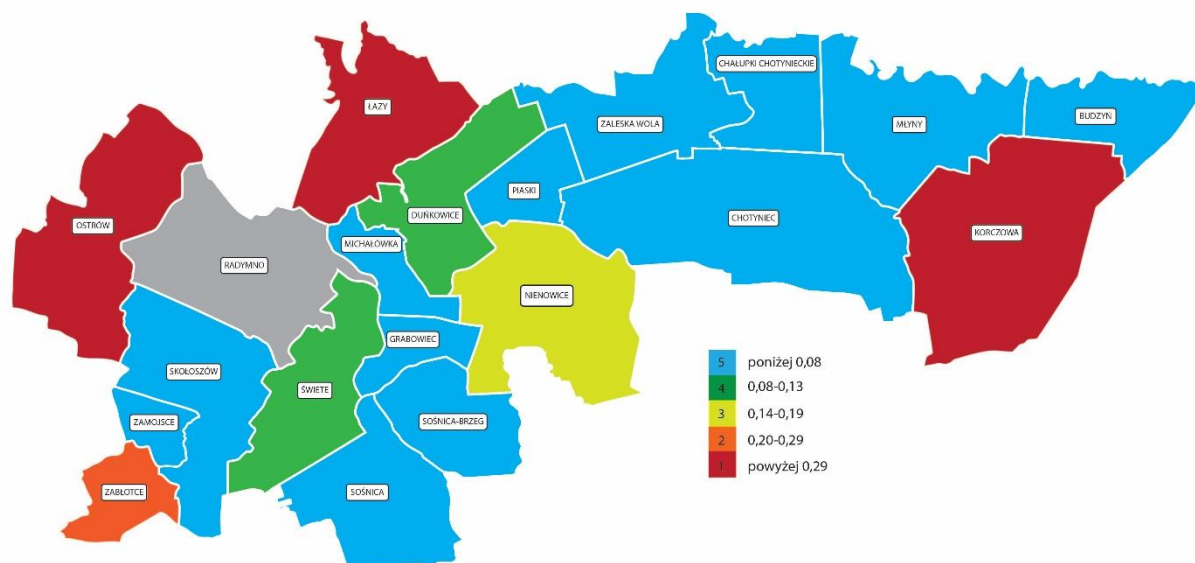 CHAŁUPKI CHOTYNIECKIE
ŁAZY
ZALESKA WOLA
MŁYNY
BUDZYŃ
PIASKI
DUŃKOWICE
CHOTYNIEC
OSTRÓW
KORCZOWA
MICHAŁÓWKA
RADYMNO
NIENOWICE
GRABOWIEC
SKOŁOSZÓW
ŚWIETE
ZAMOJSCE
SOŚNICA-BRZEG
ZABŁOTCE
SOŚNICA
5 poniżej 0,08
4 0,08-0,13
3 0,14-0,19
2 0,20-0,29
1 powyżej 0,29